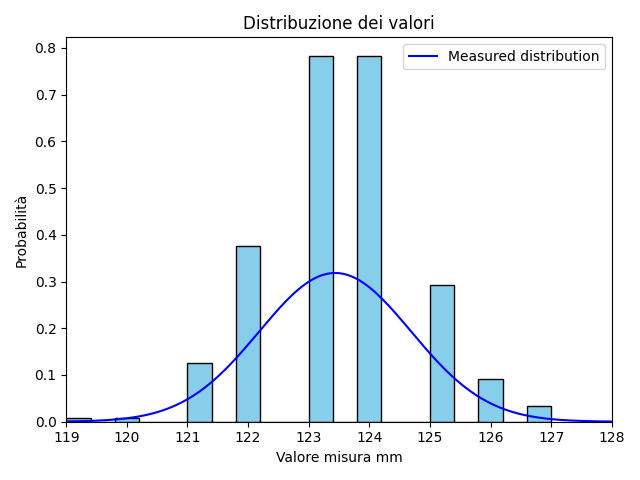 Distribuzione dei valori
Measured distribution
Probabilità
0.8
0.7
0.6
0.5
0.4
0.3
0.2
0.1
0.0
119 120 121 122 123 124 125 126 127 128
Valore misura mm